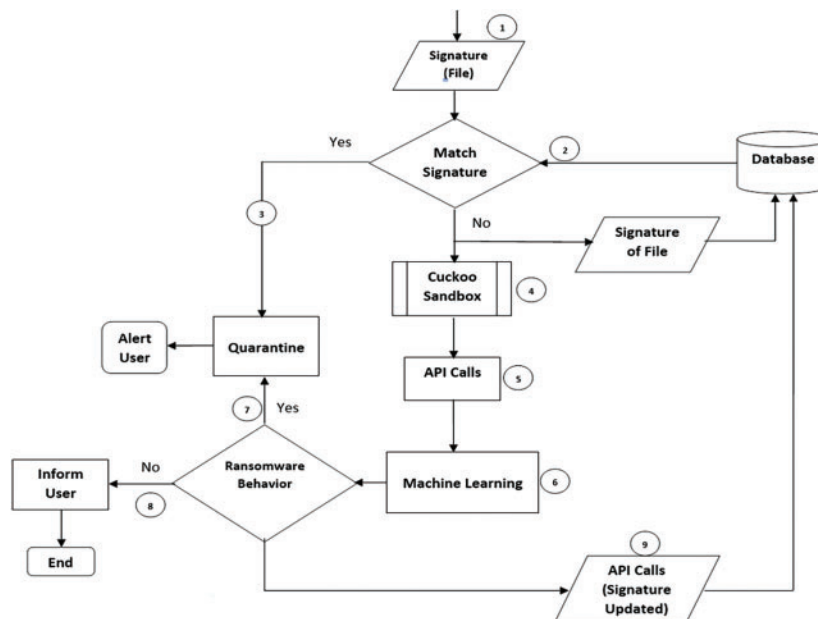 1
Signature
(File)
Yes
Match
Signature
2
Database
3
No
Signature
of File
Cuckoo
Sandbox
4
Alert
User
Quarantine
API Calls
5
7
Yes
Inform
User
No
8
Ransomware
Behavior
Machine Learning
6
End
9
API Calls
(Signature
Updated)